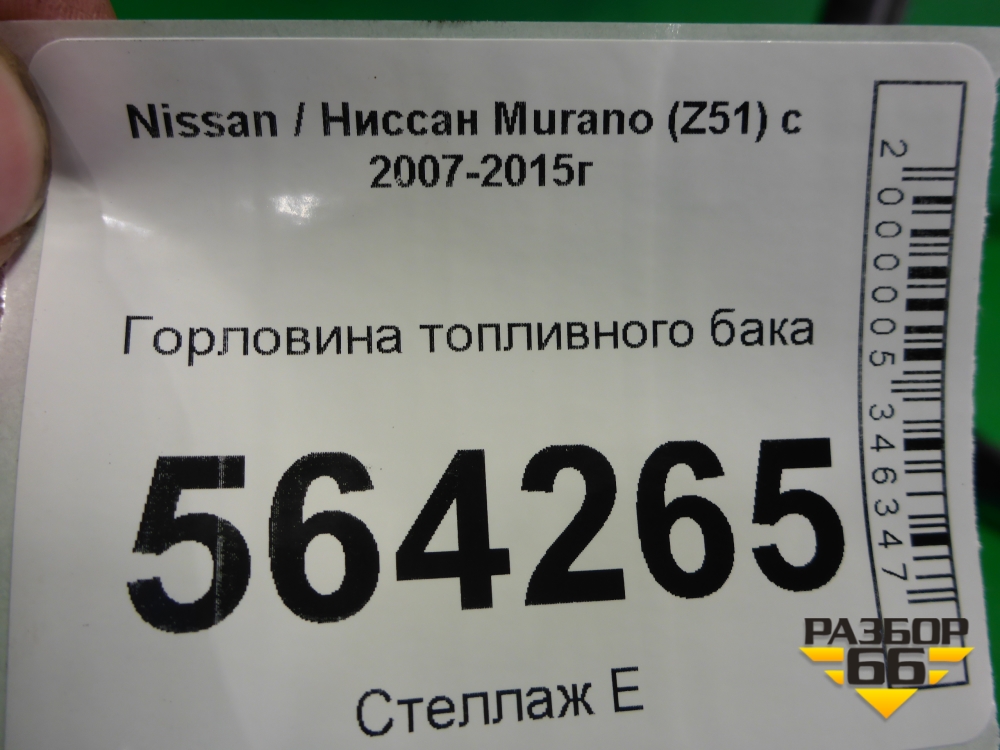 Nissan / Ниссан Murano (Z51) с
2007-2015г
Горловина топливного бака
564265
Стеллаж Е
2000005346347
РАЗБОР
66